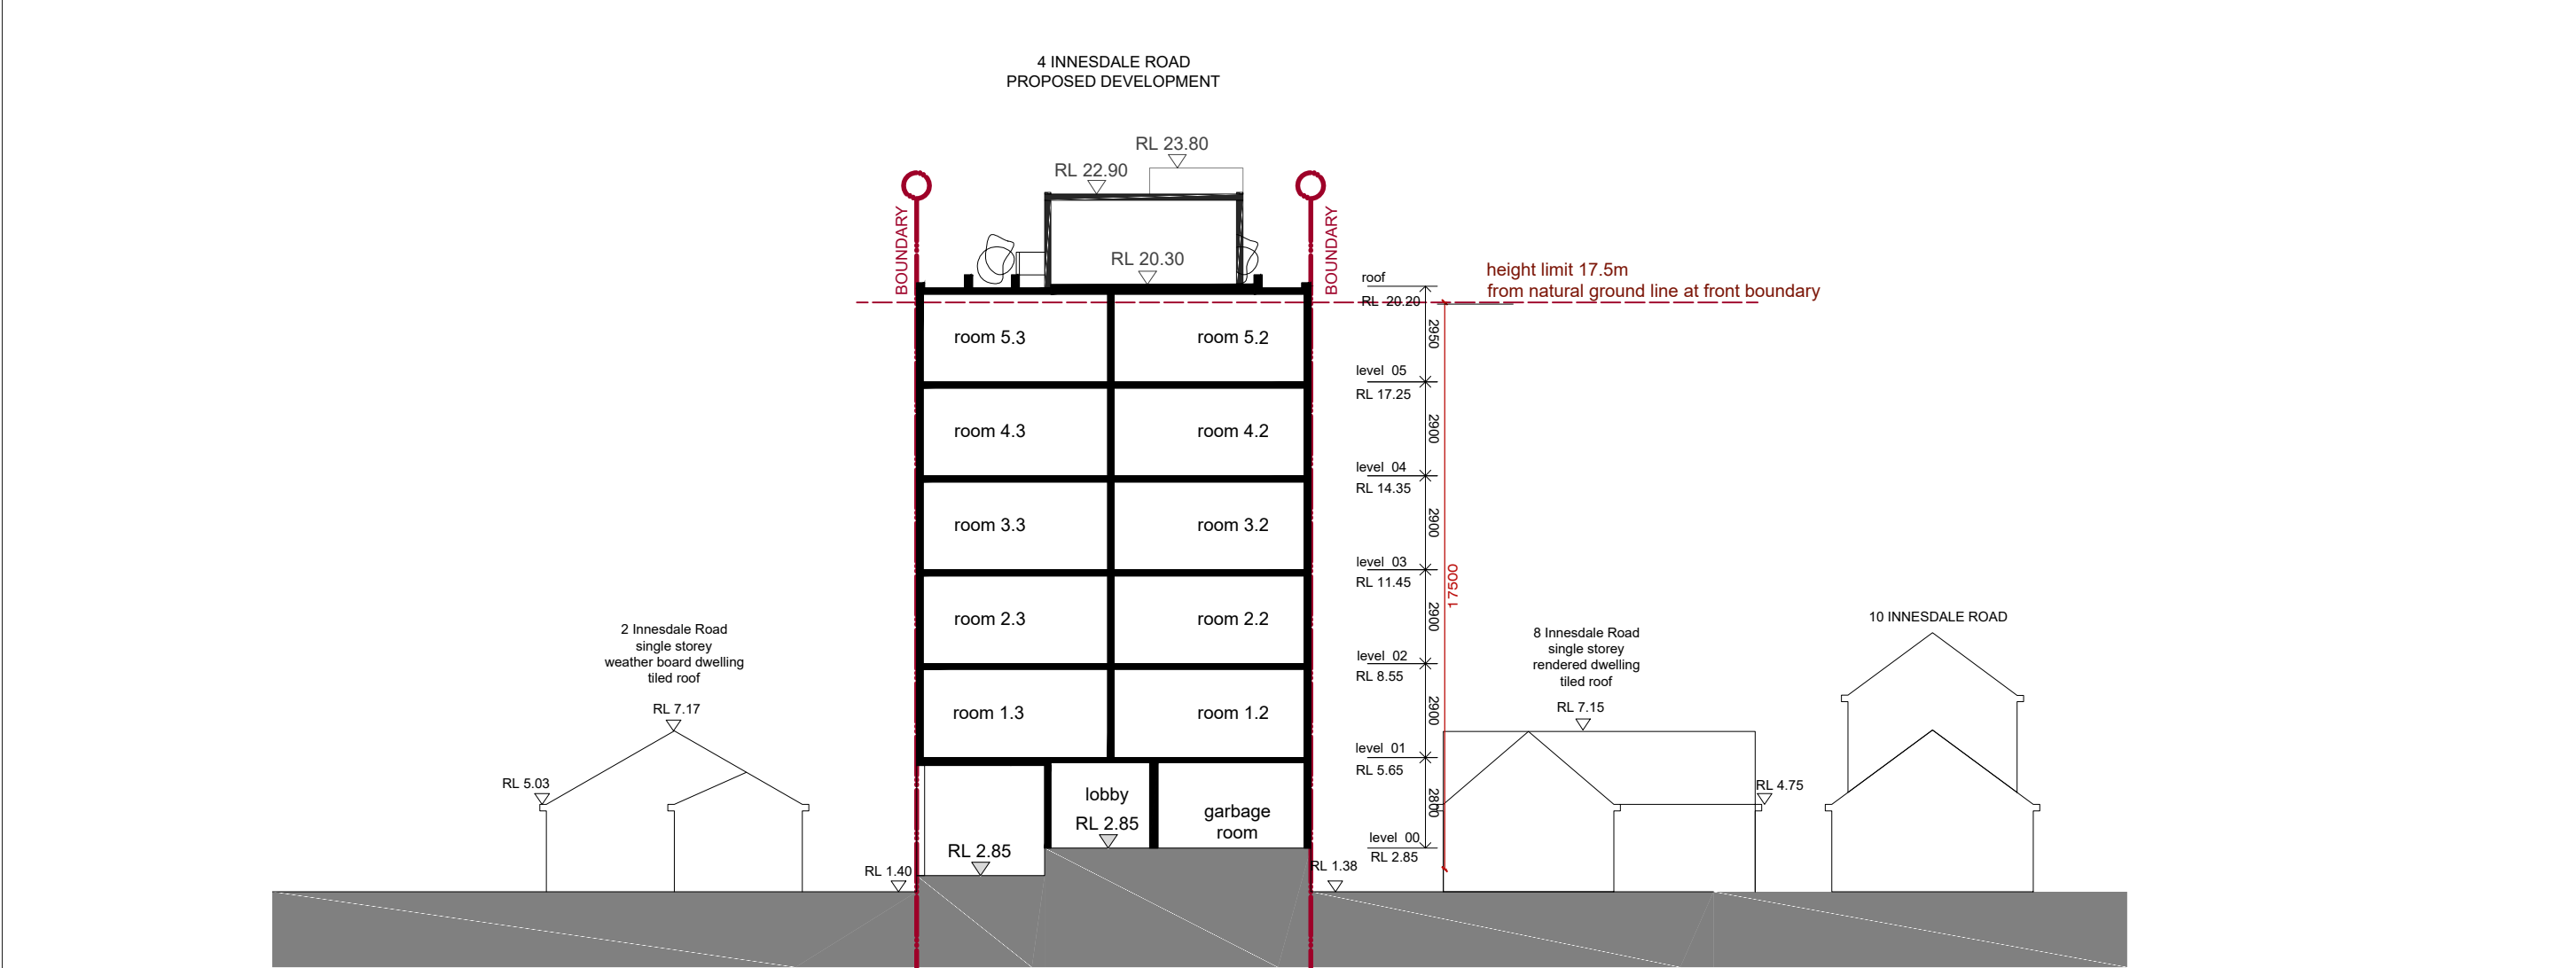 4 INNESDALE ROAD
PROPOSED DEVELOPMENT
RL 23.80
RL 22.90
BOUNDARY
BOUNDARY
RL 20.30
roof
RL 20.20
height limit 17.5m
from natural ground line at front boundary
room 5.3
room 5.2
2950
level 05
RL 17.25
room 4.3
room 4.2
2900
level 04
RL 14.35
room 3.3
room 3.2
2900
level 03
RL 11.45
17500
room 2.3
room 2.2
2900
level 02
RL 8.55
room 1.3
room 1.2
2900
level 01
RL 5.65
2 Innesdale Road
single storey
weather board dwelling
tiled roof
RL 7.17
RL 5.03
8 Innesdale Road
single storey
rendered dwelling
tiled roof
RL 7.15
RL 4.75
10 INNESDALE ROAD
lobby
RL 2.85
garbage
room
2800
level 00
RL 2.85
RL 2.85
RL 1.40
RL 1.38